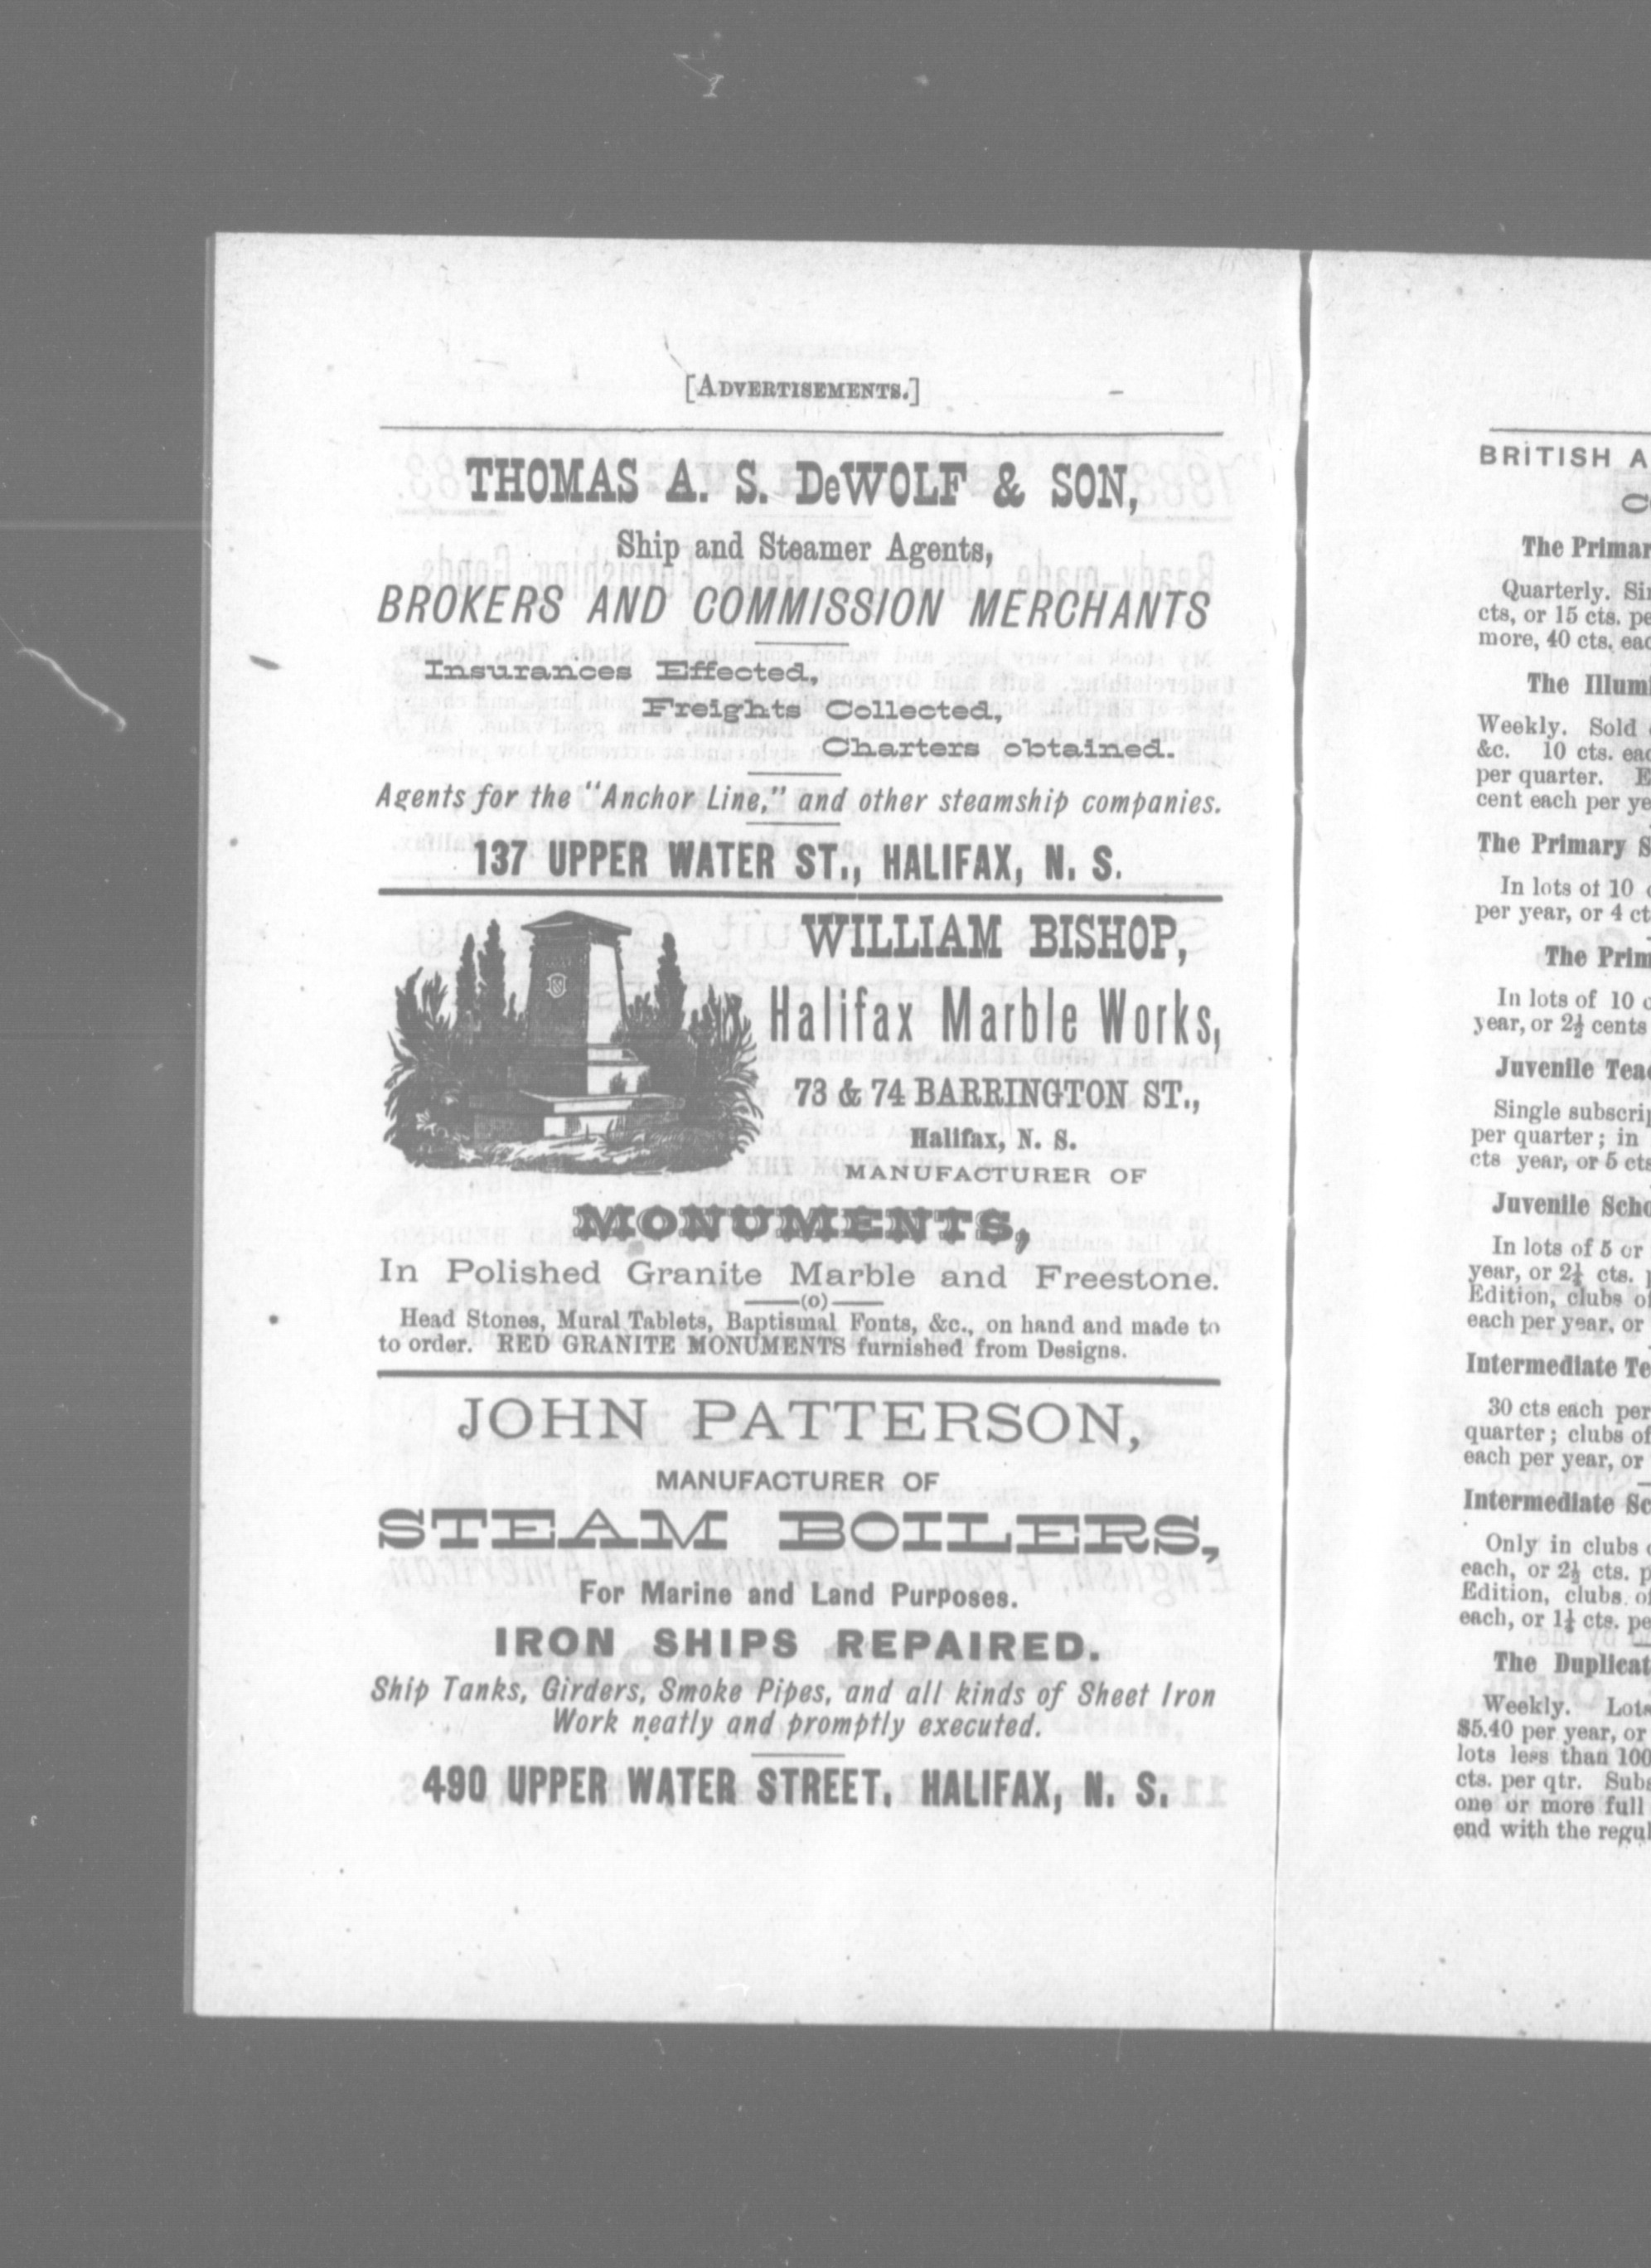 [ADVERTISEMENTS.]
THOMAS A. S. DeWOLF & SON,
Ship and Steamer Agents,
BROKERS AND COMMISSION MERCHANTS
Insurances Effected,
Freights Collected,
Charters obtained.
Agents for the "Anchor Line," and other steamship companies.
137 UPPER WATER ST., HALIFAX, N. S.
WILLIAM BISHOP,
Halifax Marble Works,
73 & 74 BARRINGTON ST.,
Halifax, N. S.
MANUFACTURER OF
MONUMENTS,
In Polished Granite Marble and Freestone.
——(o)——
Head Stones, Mural Tablets, Baptismal Fonts, &c., on hand and made to
to order. RED GRANITE MONUMENTS furnished from Designs.
JOHN PATTERSON,
MANUFACTURER OF
STEAM BOILERS,
For Marine and Land Purposes.
IRON SHIPS REPAIRED.
Ship Tanks, Girders, Smoke Pipes, and all kinds of Sheet Iron
Work neatly and promptly executed.
490 UPPER WATER STREET, HALIFAX, N. S.
BRITISH A
The Primar
Quarterly. Sin
cts, or 15 cts. pe
more, 40 cts. eac
The Illumi
Weekly. Sold
&c. 10 cts. eac
per quarter. E
cent each per ye
The Primary S
In lots of 10
per year, or 4 ct
The Prim
In lots of 10 c
year, or 2½ cents
Juvenile Tea
Single subscrip
per quarter; in
cts year, or 5 cts
Juvenile Scho
In lots of 5 or
year, or 2½ cts.
Edition, clubs of
each per year, or
Intermediate Te
30 cts each per
quarter; clubs of
each per year, or
Intermediate Sc
Only in clubs
each, or 2½ cts. p
Edition, clubs of
each, or 1¼ cts. pe
The Duplicat
Weekly. Lots
$5.40 per year, or
lots less than 100
cts. per qtr. Subs
one or more full
end with the regul